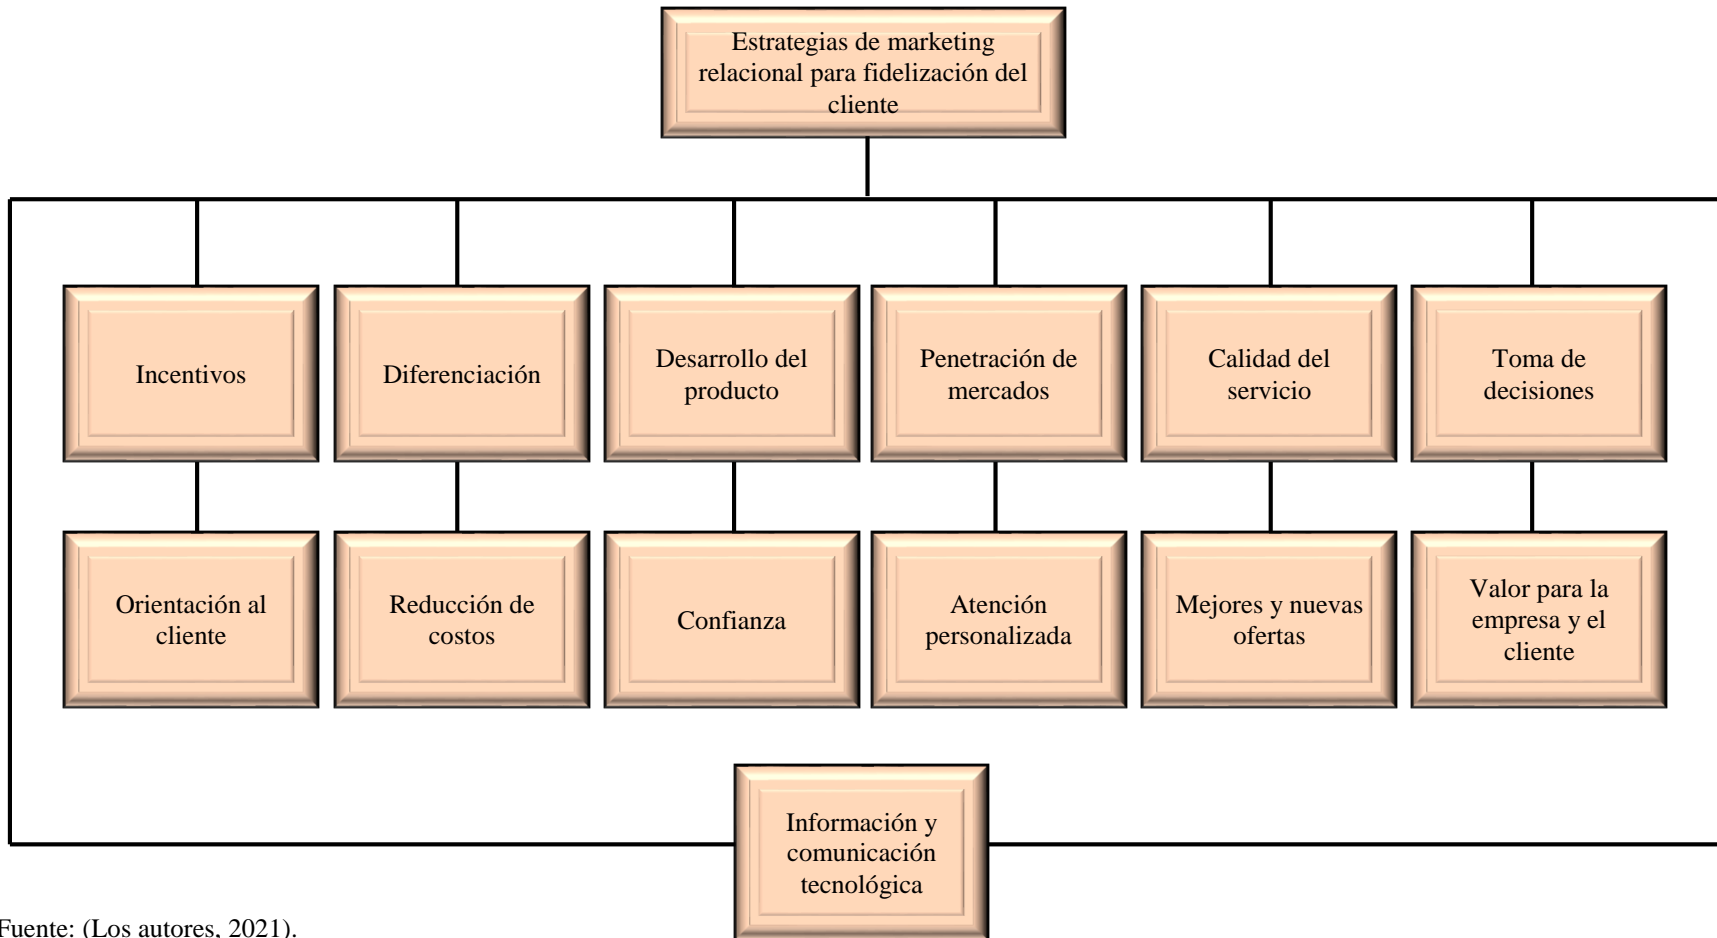 Estrategias de marketing
relacional para fidelización del
cliente
Incentivos
Diferenciación
Desarrollo del
producto
Penetración de
mercados
Calidad del
servicio
Toma de
decisiones
Orientación al
cliente
Reducción de
costos
Confianza
Atención
personalizada
Mejores y nuevas
ofertas
Valor para la
empresa y el
cliente
Información y
comunicación
tecnológica
Fuente: (Los autores, 2021).